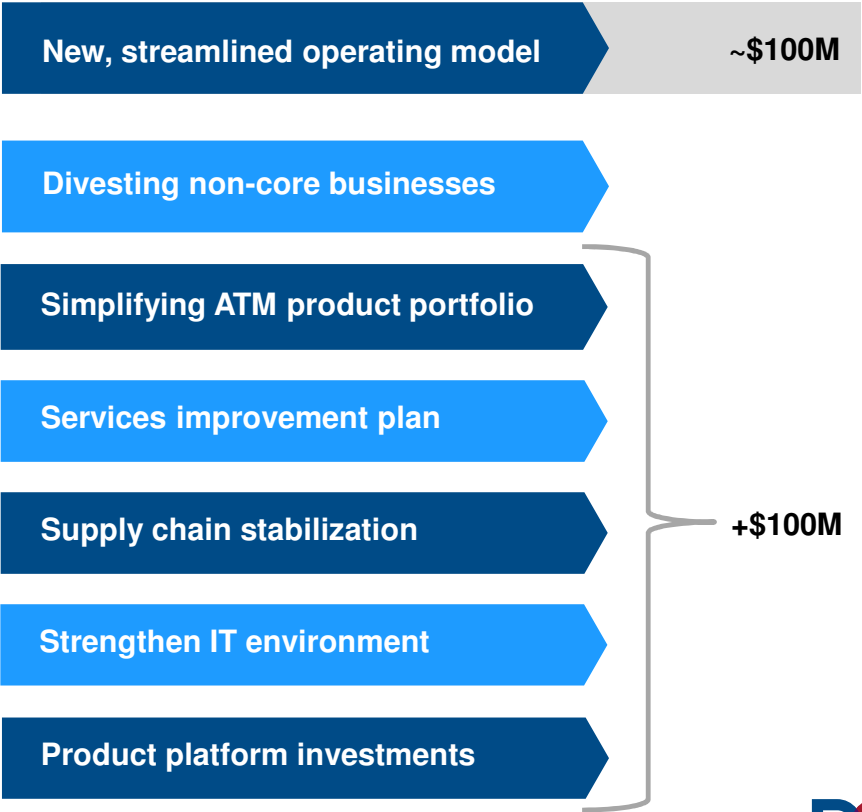 New, streamlined operating model
~$100M
Divesting non-core businesses
Simplifying ATM product portfolio
Services improvement plan
Supply chain stabilization
+$100M
Strengthen IT environment
Product platform investments